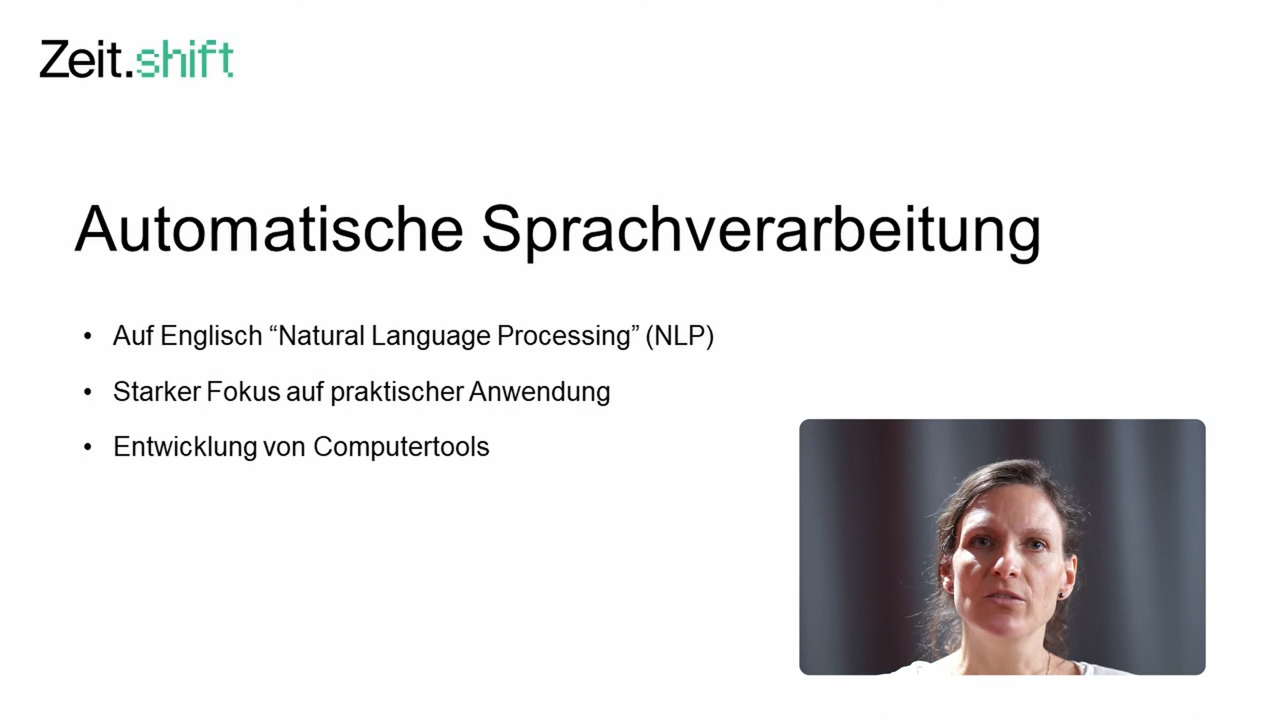 Zeit.shift
Automatische Sprachverarbeitung
• Auf Englisch “Natural Language Processing” (NLP)
• Starker Fokus auf praktischer Anwendung
• Entwicklung von Computertools